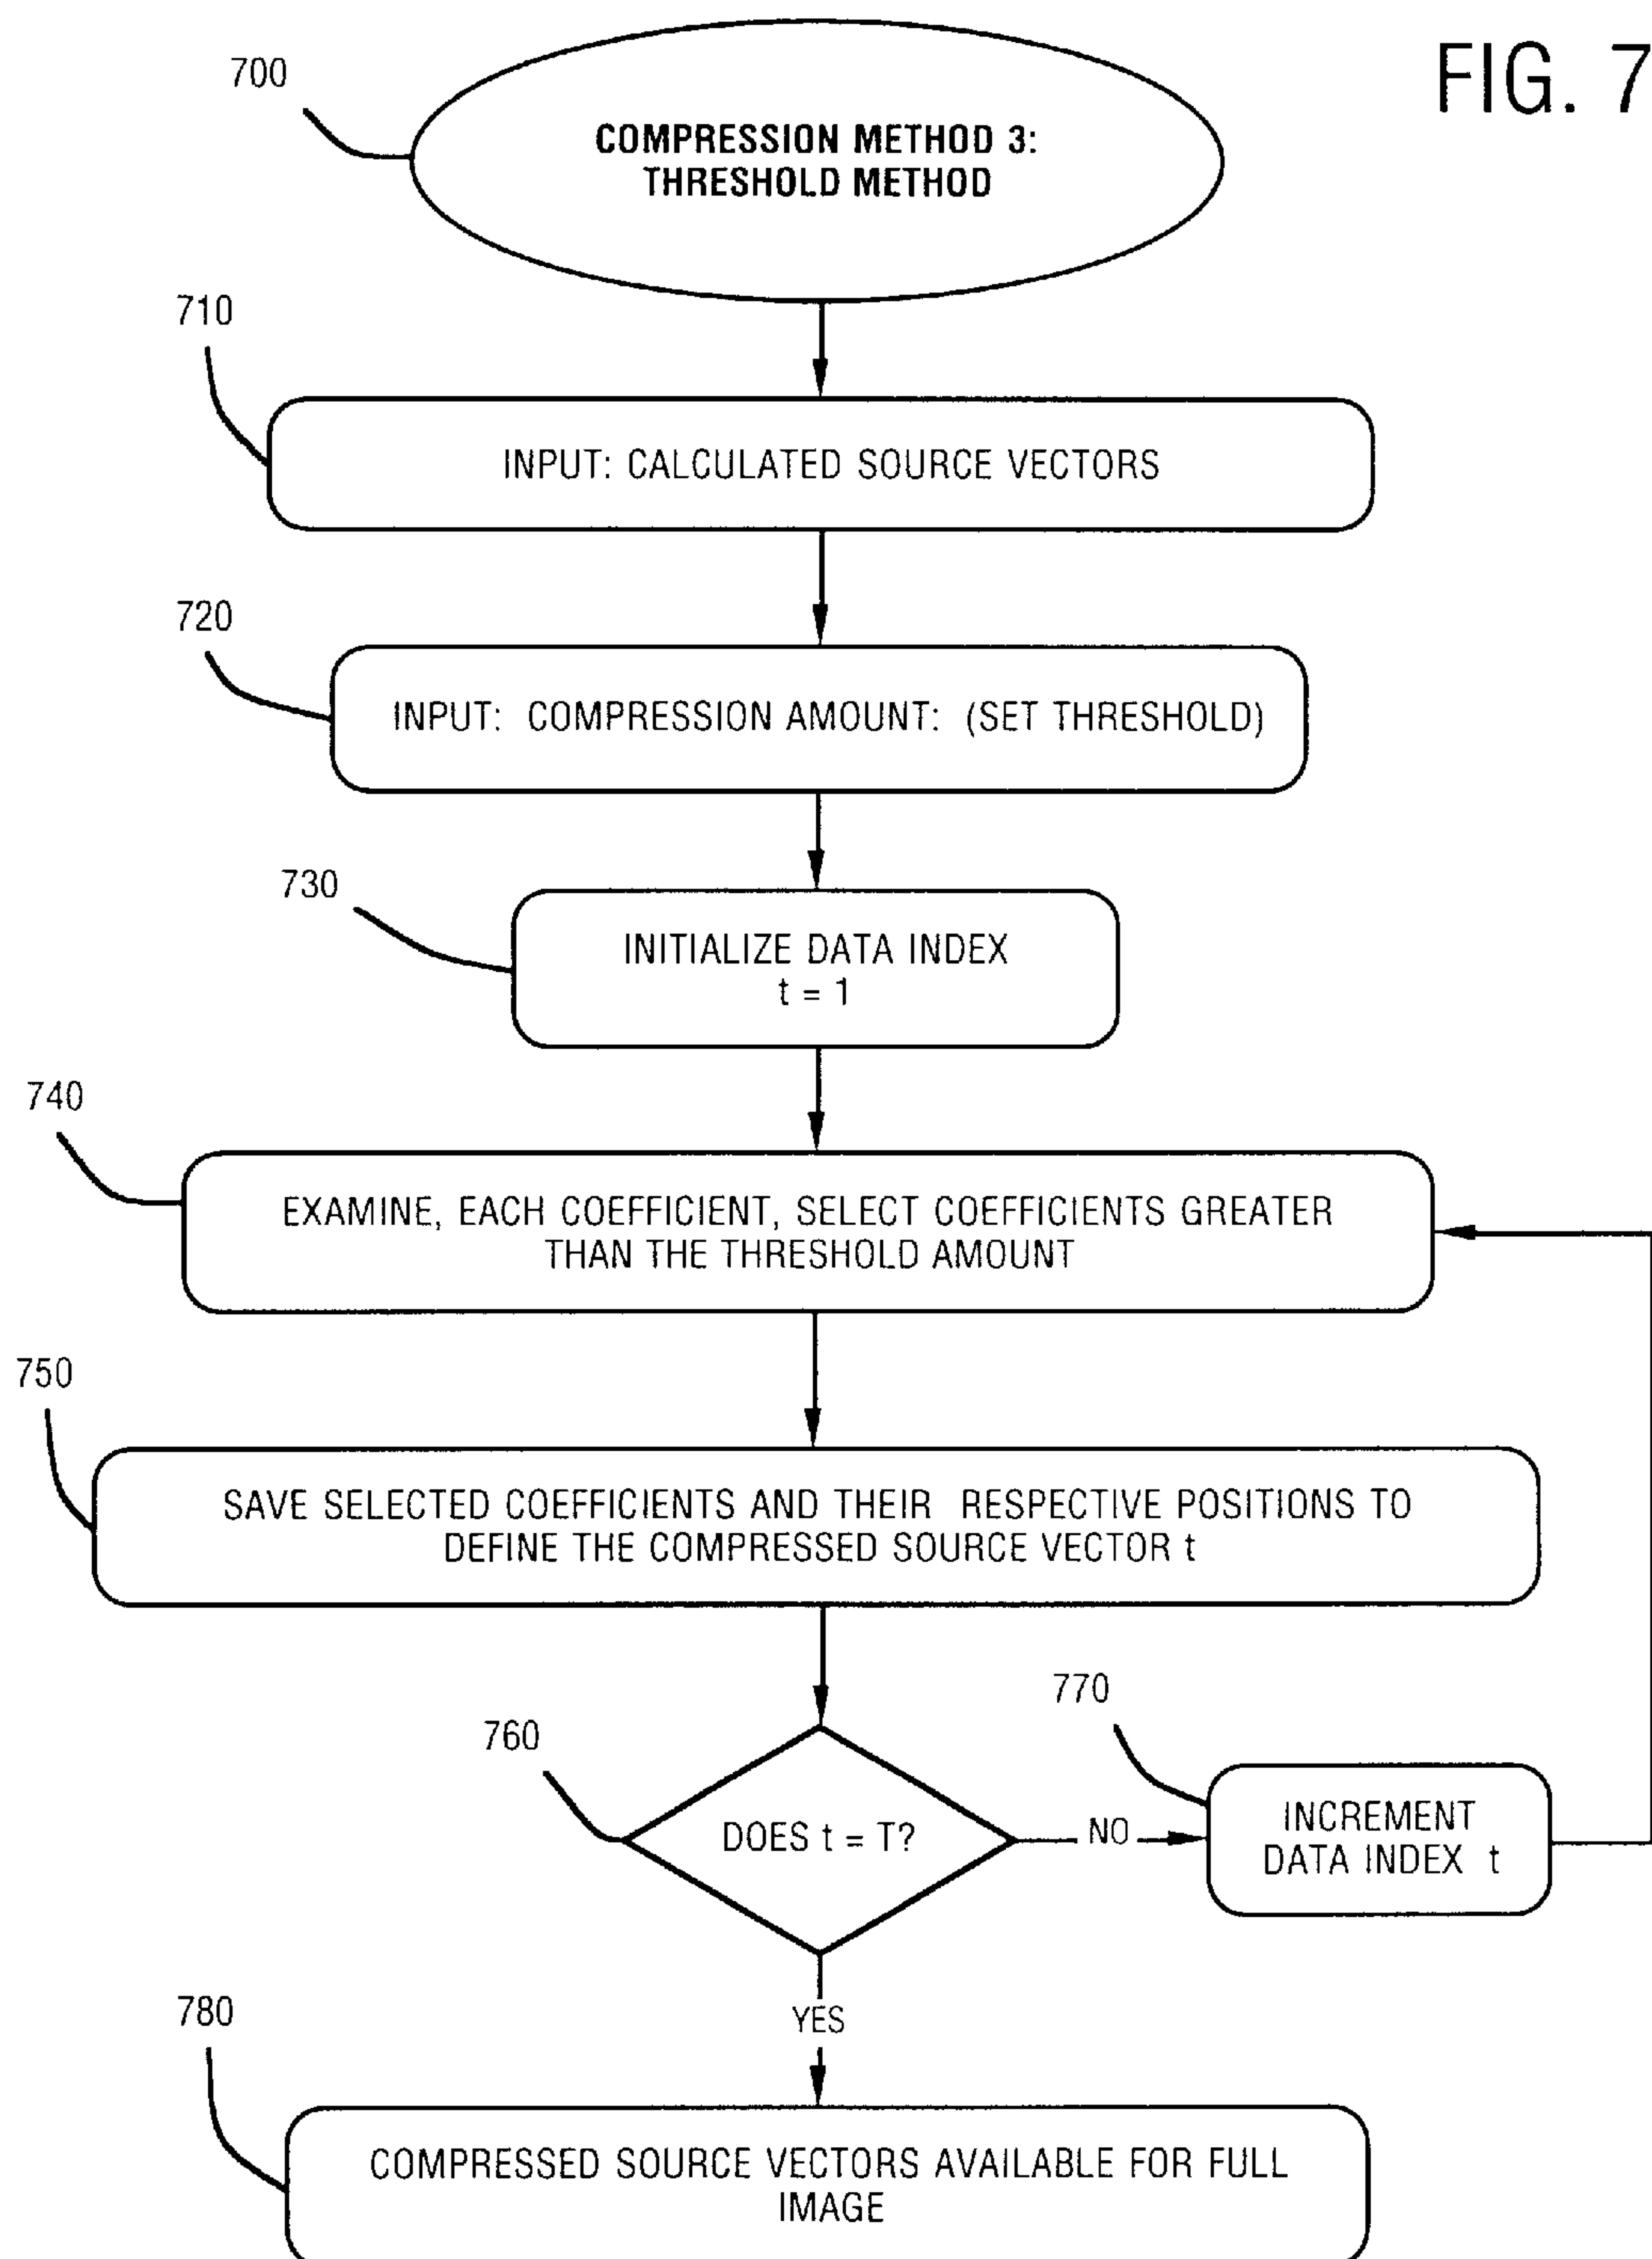 FIG. 7
700
COMPRESSION METHOD 3:
THRESHOLD METHOD
710
INPUT: CALCULATED SOURCE VECTORS
720
INPUT: COMPRESSION AMOUNT: (SET THRESHOLD)
730
INITIALIZE DATA INDEX
t = 1
740
EXAMINE, EACH COEFFICIENT, SELECT COEFFICIENTS GREATER
THAN THE THRESHOLD AMOUNT
750
SAVE SELECTED COEFFICIENTS AND THEIR RESPECTIVE POSITIONS TO
DEFINE THE COMPRESSED SOURCE VECTOR t
760
DOES t = T?
NO
770
INCREMENT
DATA INDEX t
YES
780
COMPRESSED SOURCE VECTORS AVAILABLE FOR FULL
IMAGE